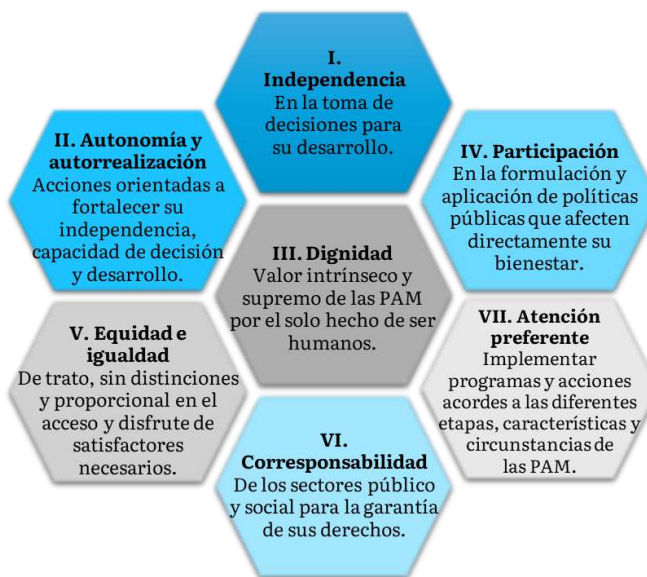 I.
Independencia
En la toma de
decisiones para
su desarrollo.
II. Autonomía y
autorrealización
Acciones orientadas a
fortalecer su
independencia,
capacidad de decisión
y desarrollo.
III. Dignidad
Valor intrínseco y
supremo de las PAM
por el solo hecho de ser
humanos.
IV. Participación
En la formulación y
aplicación de políticas
públicas que afecten
directamente su
bienestar.
V. Equidad e
igualdad
De trato, sin distinciones
y proporcional en el
acceso y disfrute de
satisfactores
necesarios.
VI.
Corresponsabilidad
De los sectores público
y social para la garantía
de sus derechos.
VII. Atención
preferente
Implementar
programas y acciones
acordes a las diferentes
etapas, características y
circunstancias de
las PAM.